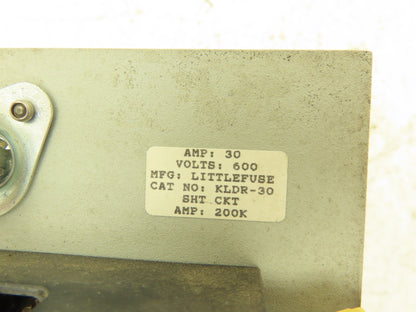 AMP: 30
VOLTS: 600
MFG: LITTLEFUSE
CAT NO: KLDR-30
SHT CKT
AMP: 200K